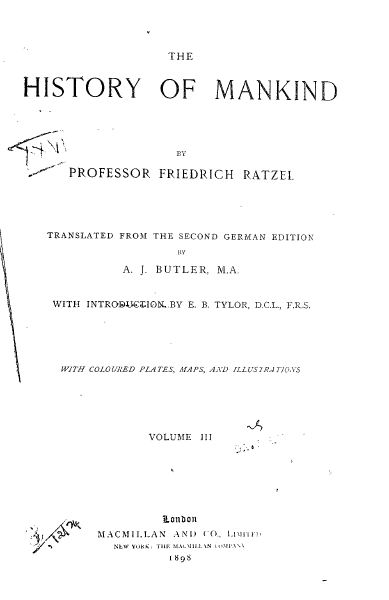 THE
HISTORY OF MANKIND
BY
PROFESSOR FRIEDRICH RATZEL
TRANSLATED FROM THE SECOND GERMAN EDITION
BY
A. J. BUTLER, M.A.
WITH INTRODUCTION BY E. B. TYLOR, D.C.L., F.R.S.
WITH COLOURED PLATES, MAPS, AND ILLUSTRATIONS
VOLUME III
London
MACMILLAN AND CO., LIMITED
NEW YORK: THE MACMILLAN COMPANY
1898